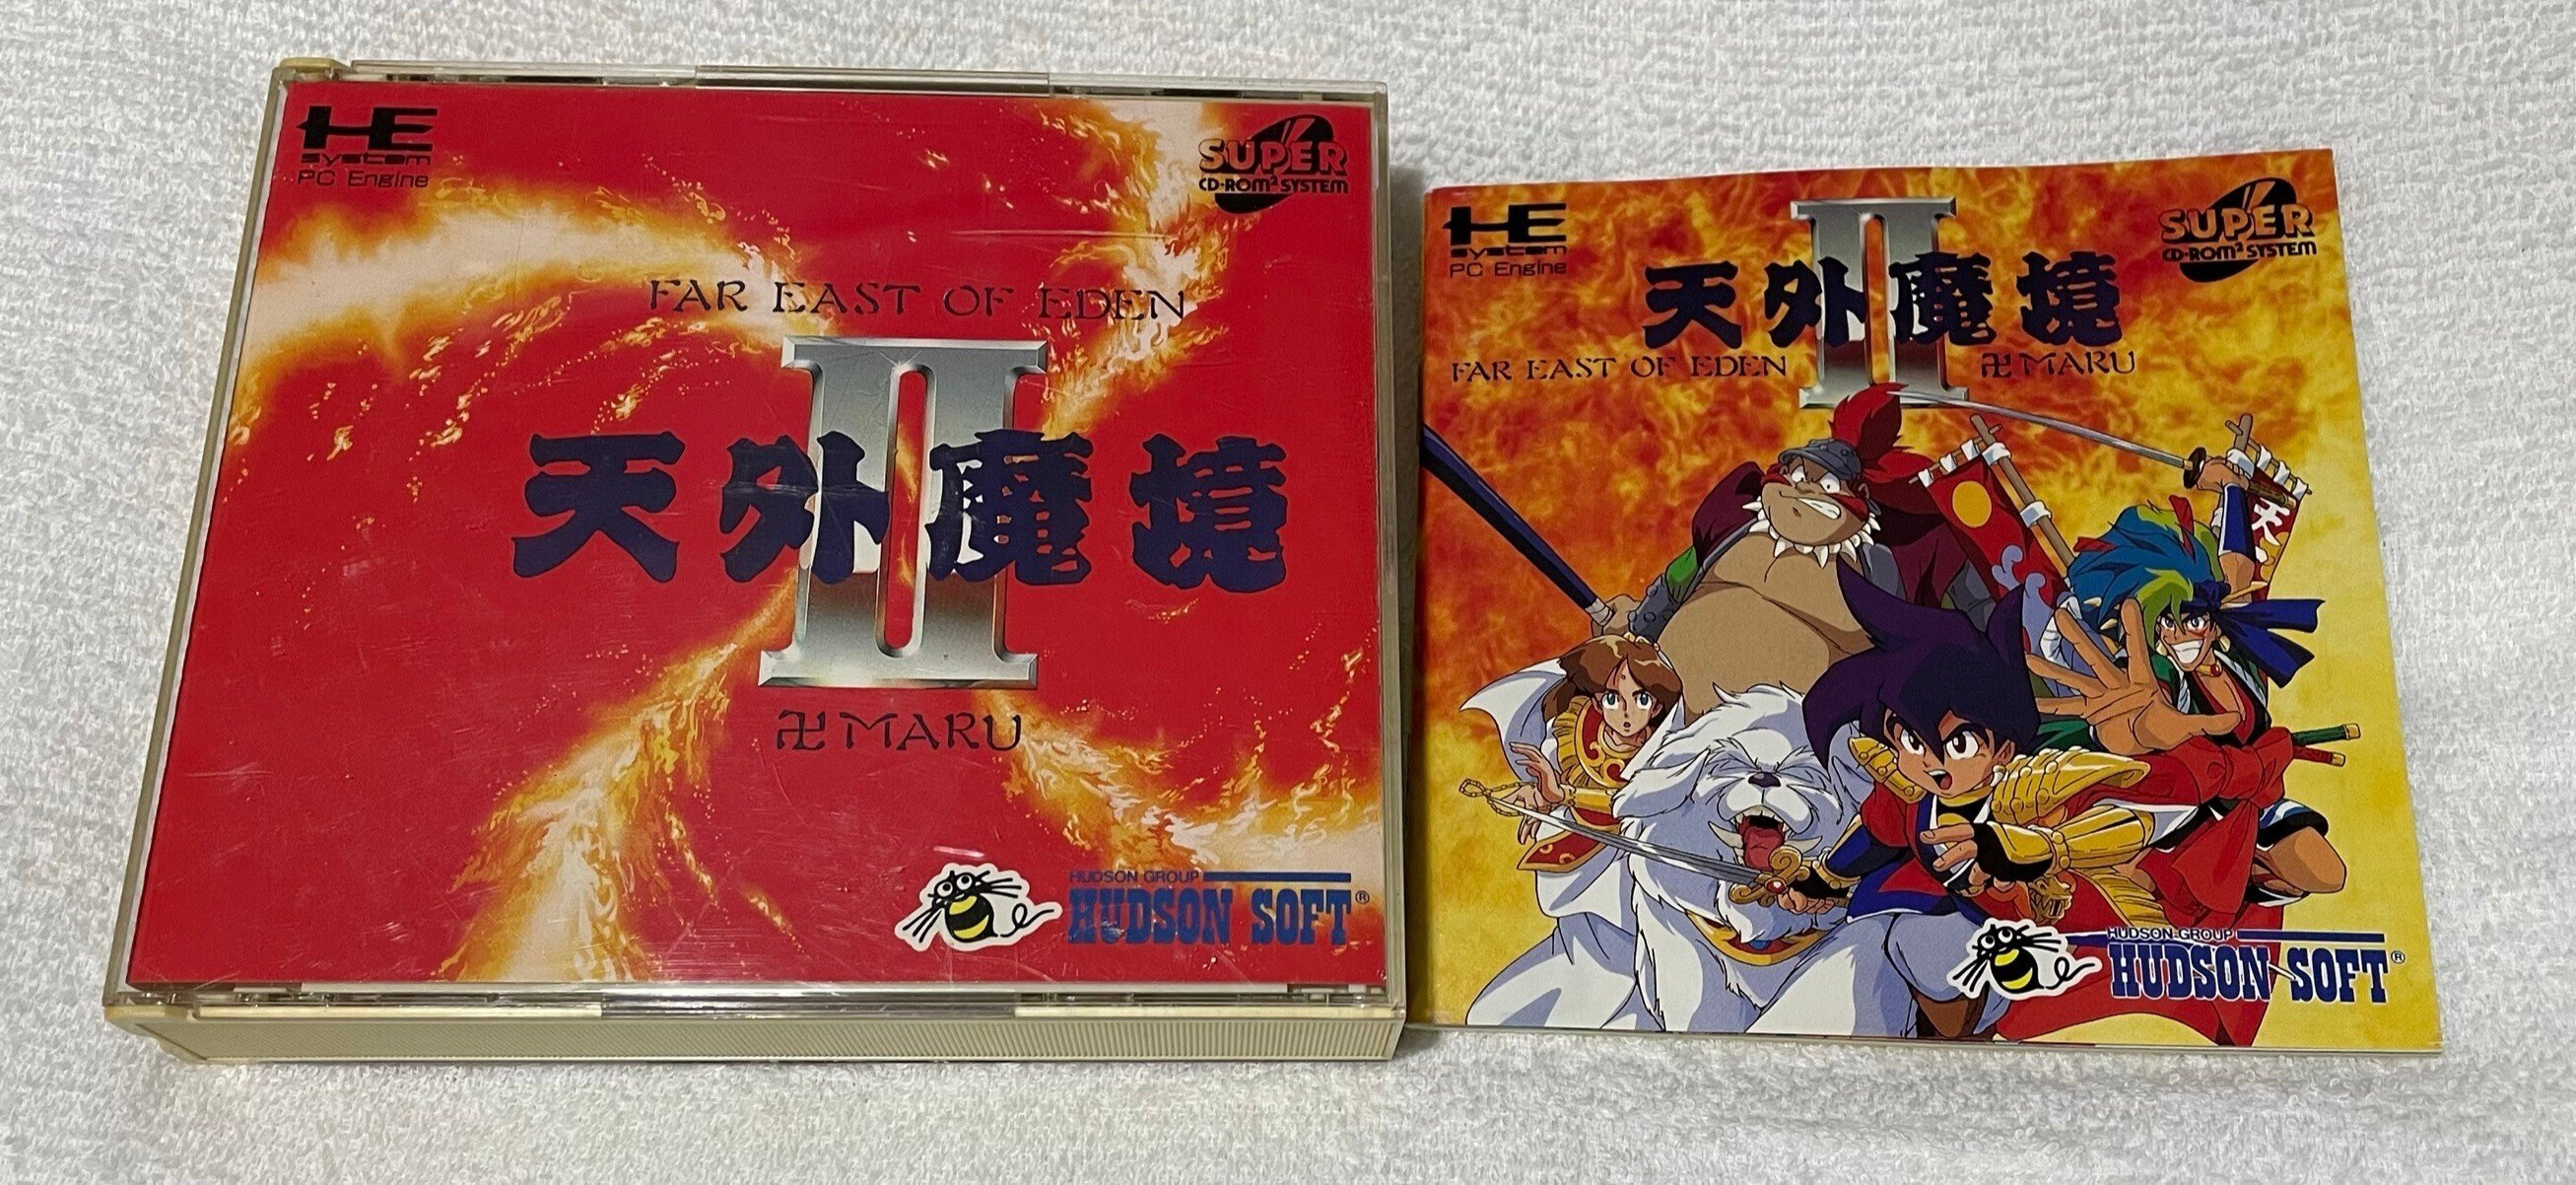 HE
system
PC Engine
SUPER
CD-ROM² SYSTEM
FAR EAST OF EDEN
II
天外魔境
卍MARU
HUDSON GROUP
HUDSON SOFT®
HE
system
PC Engine
SUPER
CD-ROM² SYSTEM
II
天外魔境
FAR EAST OF EDEN 卍MARU
天
HUDSON GROUP
HUDSON SOFT®